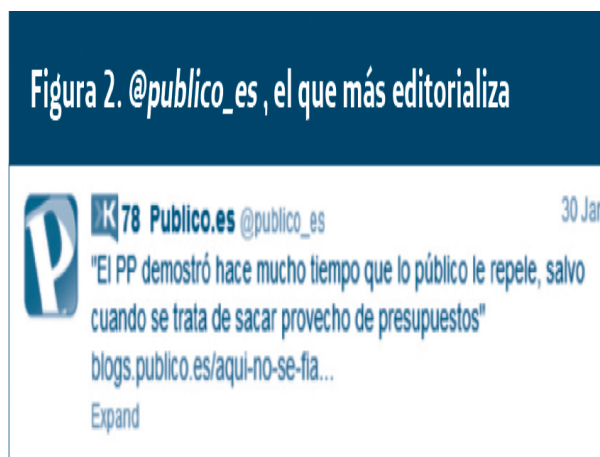 Figura 2. @publico_es , el que más editorializa
K 78 Publico.es @publico_es 30 Jan
"El PP demostró hace mucho tiempo que lo público le repele, salvo
cuando se trata de sacar provecho de presupuestos"
blogs.publico.es/aqui-no-se-fia...
Expand
P